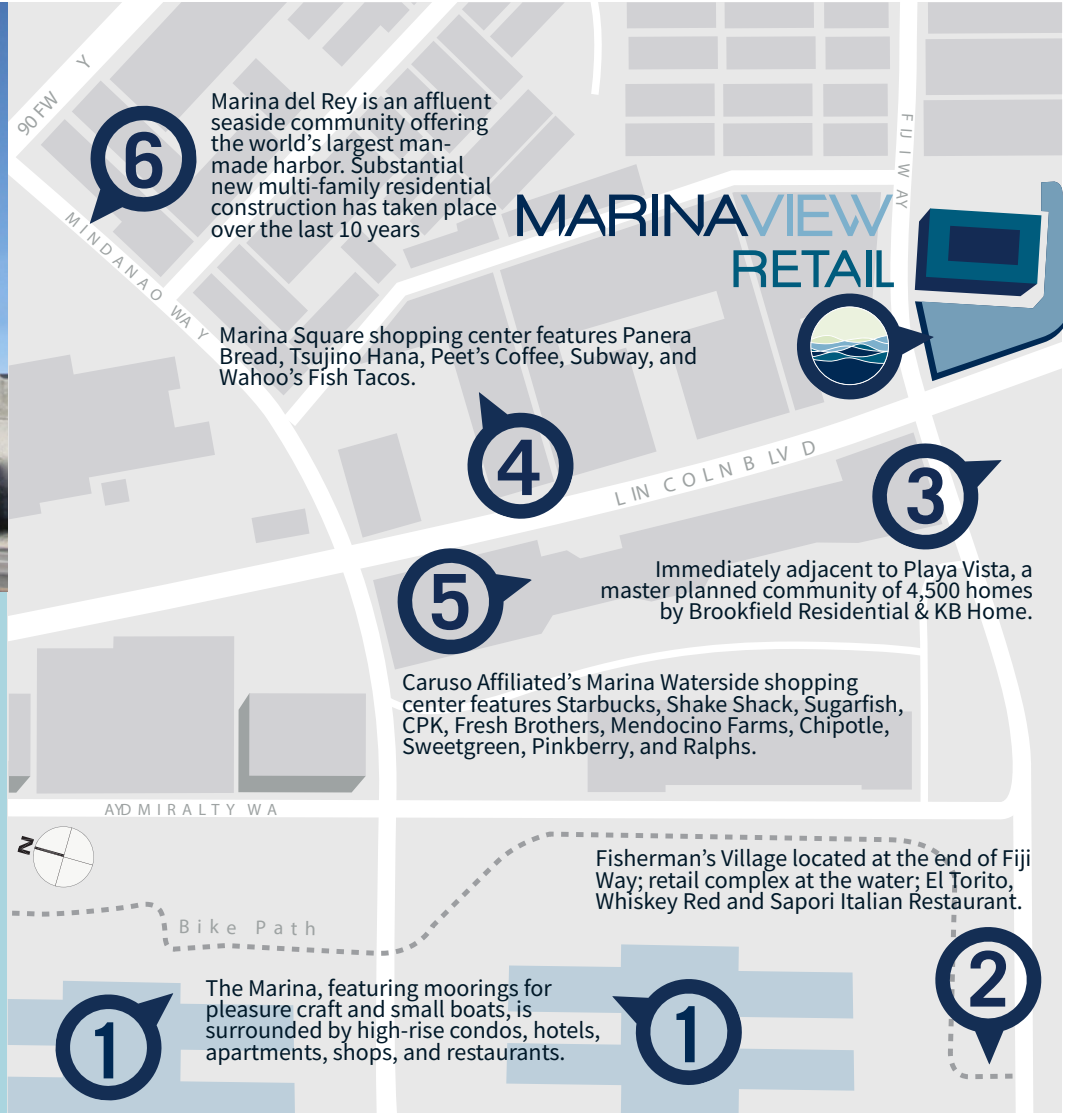 90 FW Y
6
Marina del Rey is an affluent
seaside community offering
the world's largest man-
made harbor. Substantial
new multi-family residential
construction has taken place
over the last 10 years
FIJI WAY
MINDANAO WAY
MARINAVIEW
RETAIL
Marina Square shopping center features Panera
Bread, Tsujino Hana, Peet's Coffee, Subway, and
Wahoo's Fish Tacos.
4
LINCOLN BLVD
3
Immediately adjacent to Playa Vista, a
master planned community of 4,500 homes
by Brookfield Residential & KB Home.
5
Caruso Affiliated's Marina Waterside shopping
center features Starbucks, Shake Shack, Sugarfish,
CPK, Fresh Brothers, Mendocino Farms, Chipotle,
Sweetgreen, Pinkberry, and Ralphs.
AYDMIRALTY WA
N
Fisherman's Village located at the end of Fiji
Way; retail complex at the water; El Torito,
Whiskey Red and Sapori Italian Restaurant.
Bike Path
2
The Marina, featuring moorings for
pleasure craft and small boats, is
surrounded by high-rise condos, hotels,
apartments, shops, and restaurants.
1
1